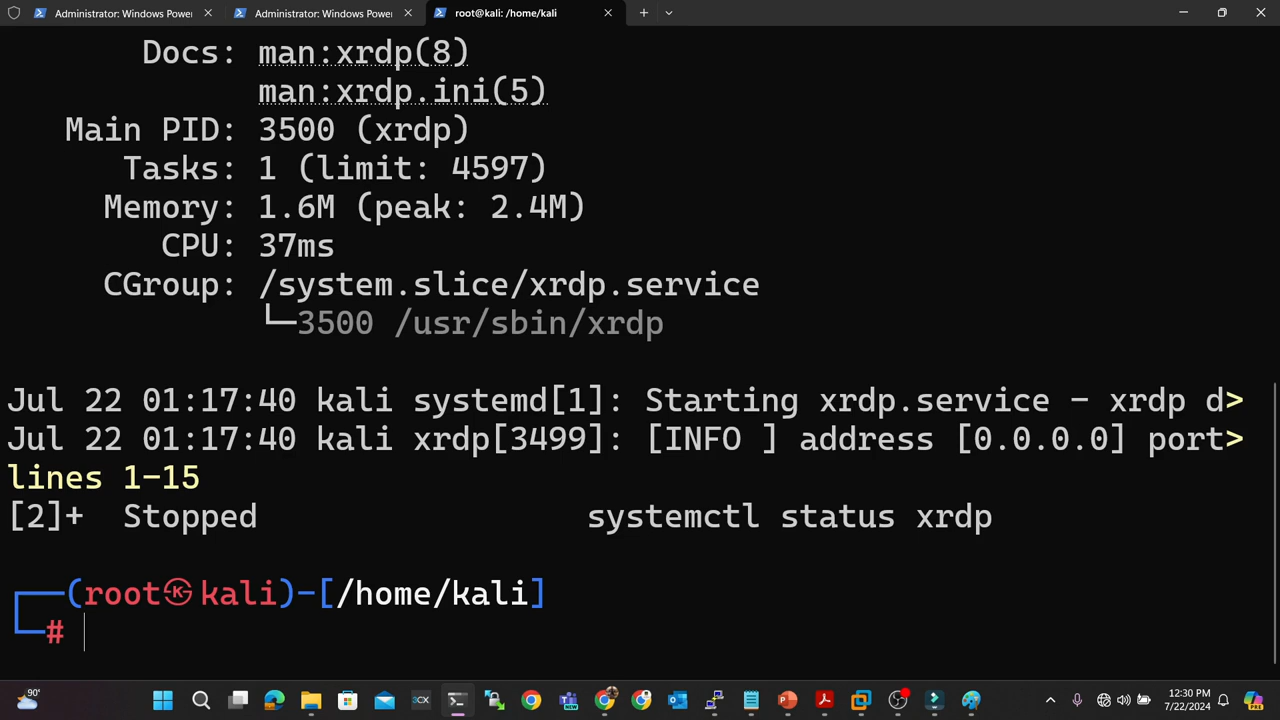 Administrator: Windows Power
Administrator: Windows Power
root@kali: /home/kali
Docs: man:xrdp(8)
man:xrdp.ini(5)
Main PID: 3500 (xrdp)
Tasks: 1 (limit: 4597)
Memory: 1.6M (peak: 2.4M)
CPU: 37ms
CGroup: /system.slice/xrdp.service
└─3500 /usr/sbin/xrdp
Jul 22 01:17:40 kali systemd[1]: Starting xrdp.service - xrdp d>
Jul 22 01:17:40 kali xrdp[3499]: [INFO ] address [0.0.0.0] port>
lines 1-15
[2]+  Stopped                 systemctl status xrdp
┌──(root㉿kali)-[/home/kali]
└─#
90°
12:30 PM
7/22/2024